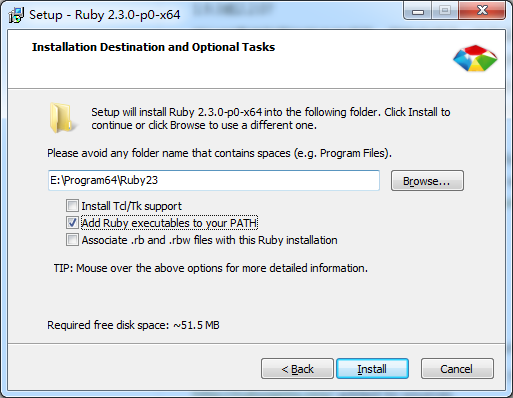 Setup - Ruby 2.3.0-p0-x64
Installation Destination and Optional Tasks
Setup will install Ruby 2.3.0-p0-x64 into the following folder. Click Install to
continue or click Browse to use a different one.
Please avoid any folder name that contains spaces (e.g. Program Files).
E:\Program64\Ruby23
Browse...
Install Tcl/Tk support
Add Ruby executables to your PATH
Associate .rb and .rbw files with this Ruby installation
TIP: Mouse over the above options for more detailed information.
Required free disk space: ~51.5 MB
< Back
Install
Cancel